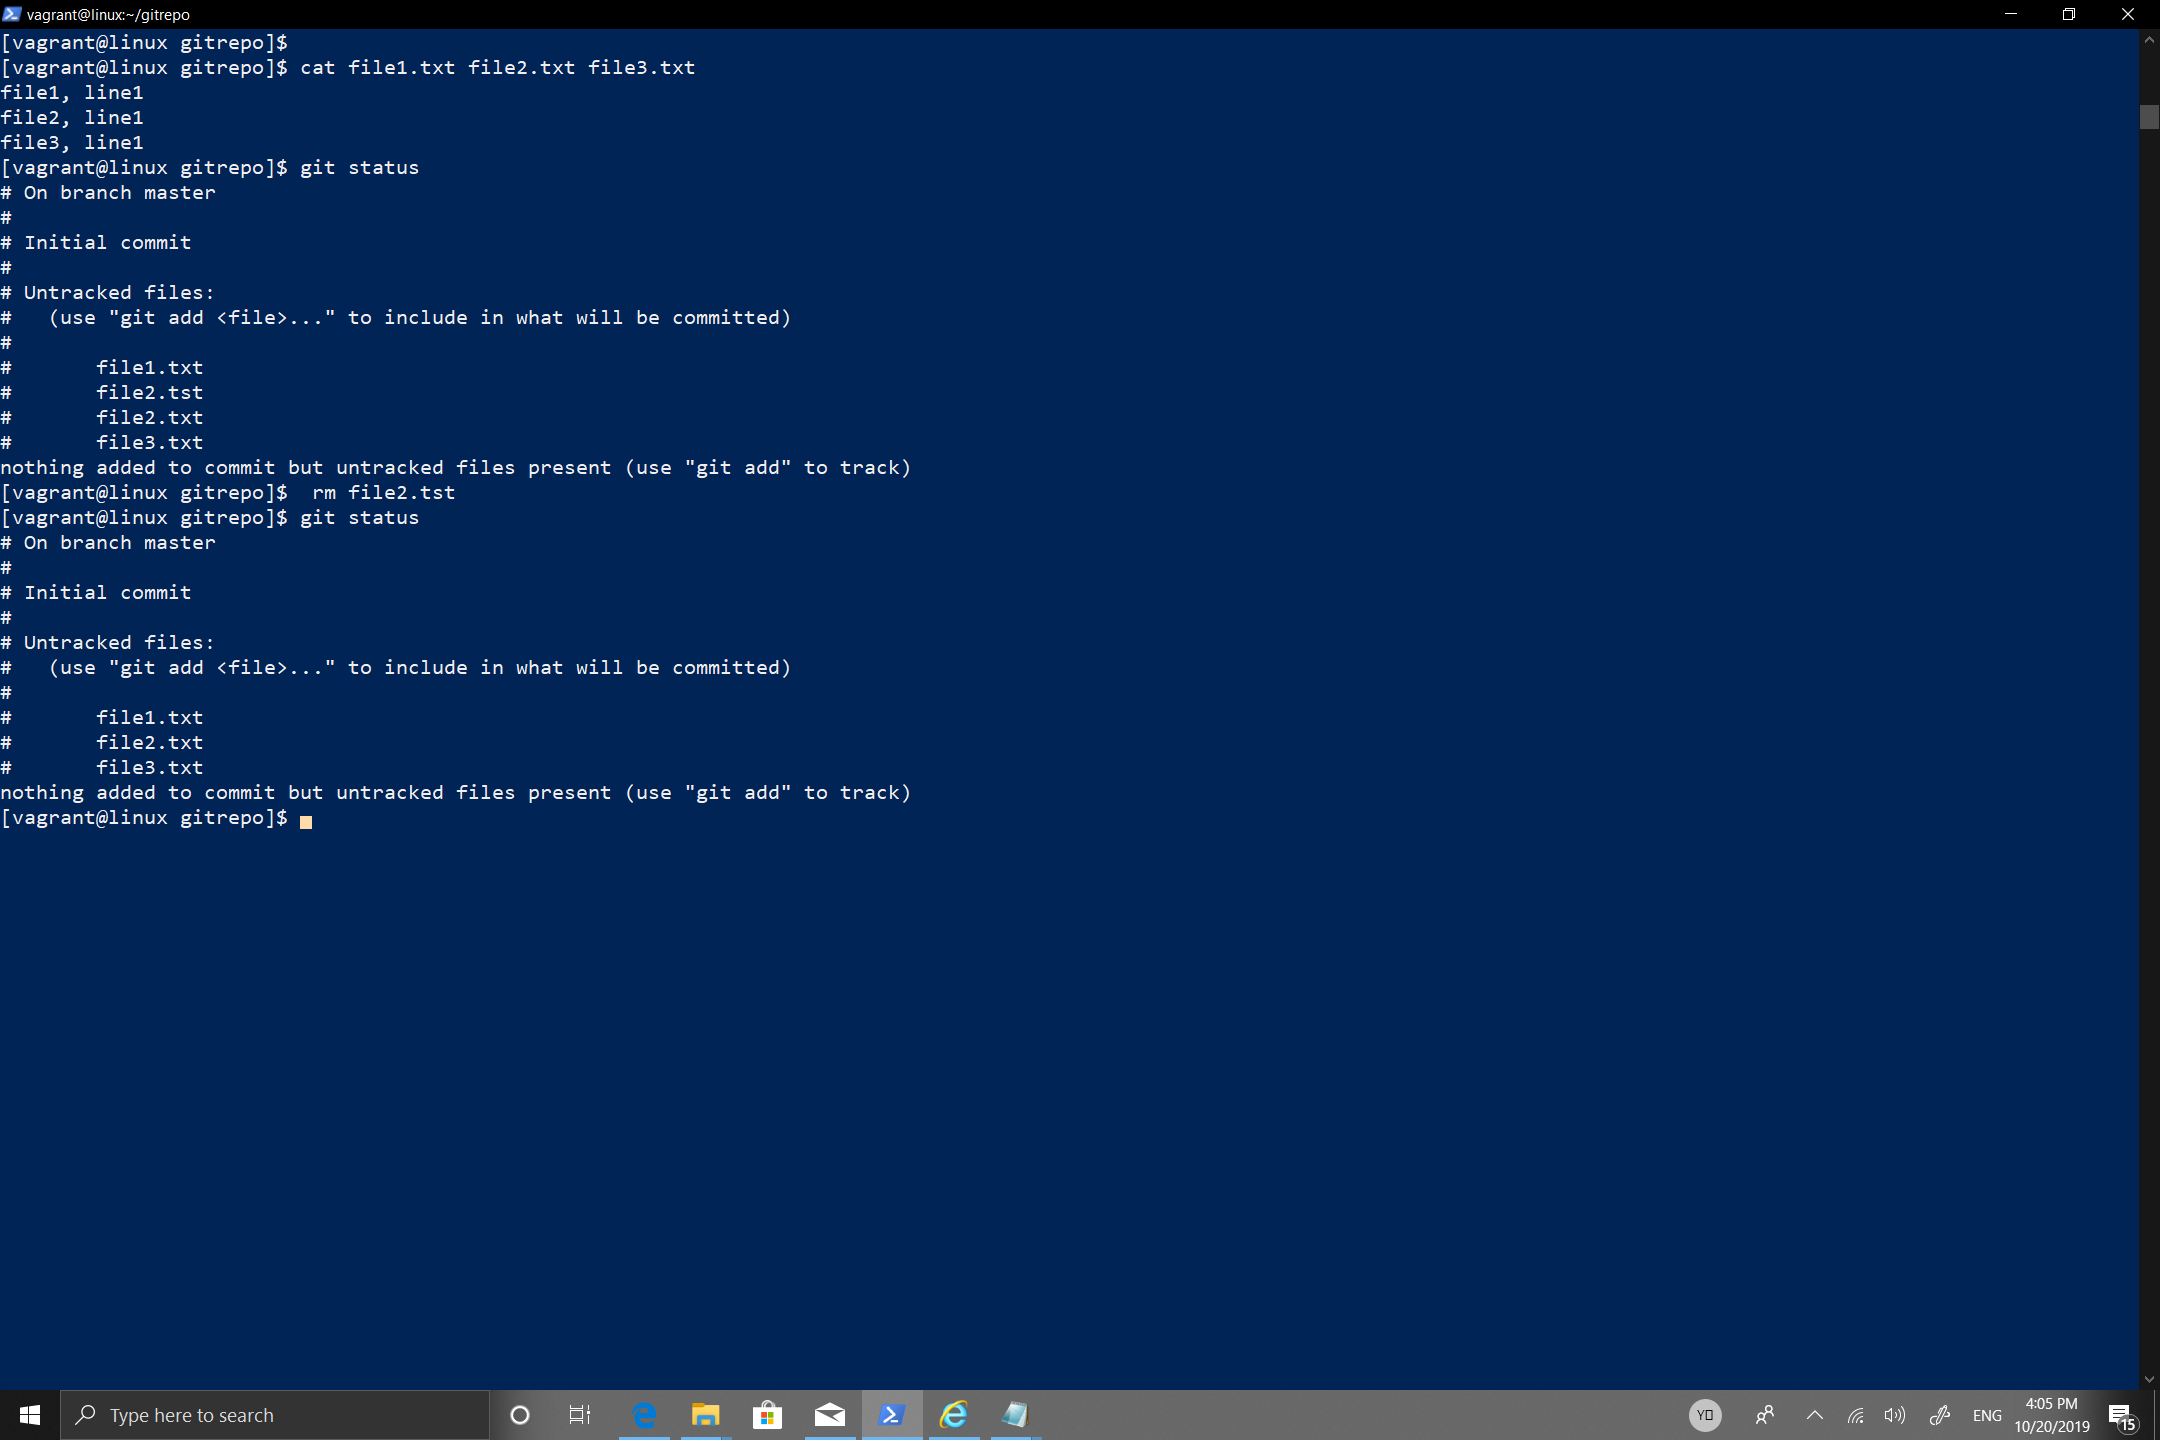 vagrant@linux:~/gitrepo
[vagrant@linux gitrepo]$
[vagrant@linux gitrepo]$ cat file1.txt file2.txt file3.txt
file1, line1
file2, line1
file3, line1
[vagrant@linux gitrepo]$ git status
# On branch master
#
# Initial commit
#
# Untracked files:
#   (use "git add <file>..." to include in what will be committed)
#
#       file1.txt
#       file2.tst
#       file2.txt
#       file3.txt
nothing added to commit but untracked files present (use "git add" to track)
[vagrant@linux gitrepo]$  rm file2.tst
[vagrant@linux gitrepo]$ git status
# On branch master
#
# Initial commit
#
# Untracked files:
#   (use "git add <file>..." to include in what will be committed)
#
#       file1.txt
#       file2.txt
#       file3.txt
nothing added to commit but untracked files present (use "git add" to track)
[vagrant@linux gitrepo]$
Type here to search
ENG
4:05 PM
10/20/2019
15